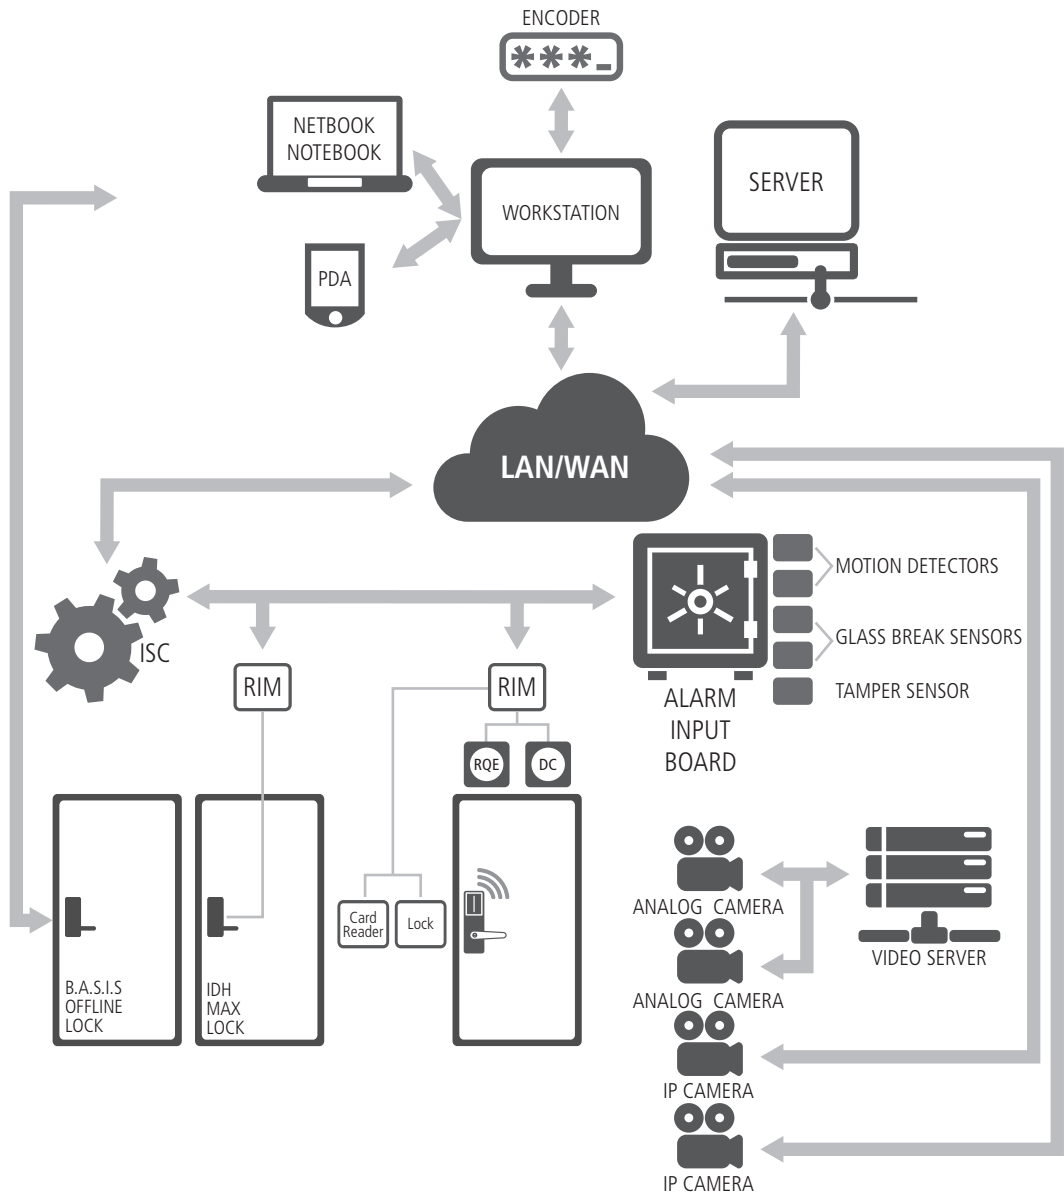 ENCODER
***_
NETBOOK
NOTEBOOK
SERVER
WORKSTATION
PDA
LAN/WAN
MOTION DETECTORS
GLASS BREAK SENSORS
TAMPER SENSOR
ISC
RIM
RIM
ALARM
INPUT
BOARD
RQE
DC
ANALOG CAMERA
Card
Reader
Lock
VIDEO SERVER
B.A.S.I.S
OFFLINE
LOCK
IDH
MAX
LOCK
ANALOG CAMERA
IP CAMERA
IP CAMERA